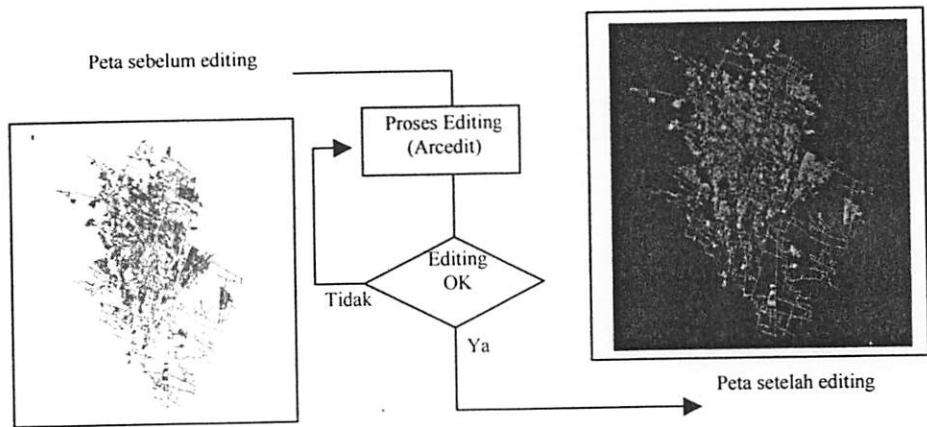 Peta sebelum editing
Proses Editing
(Arcedit)
Editing
OK
Tidak
Ya
Peta setelah editing